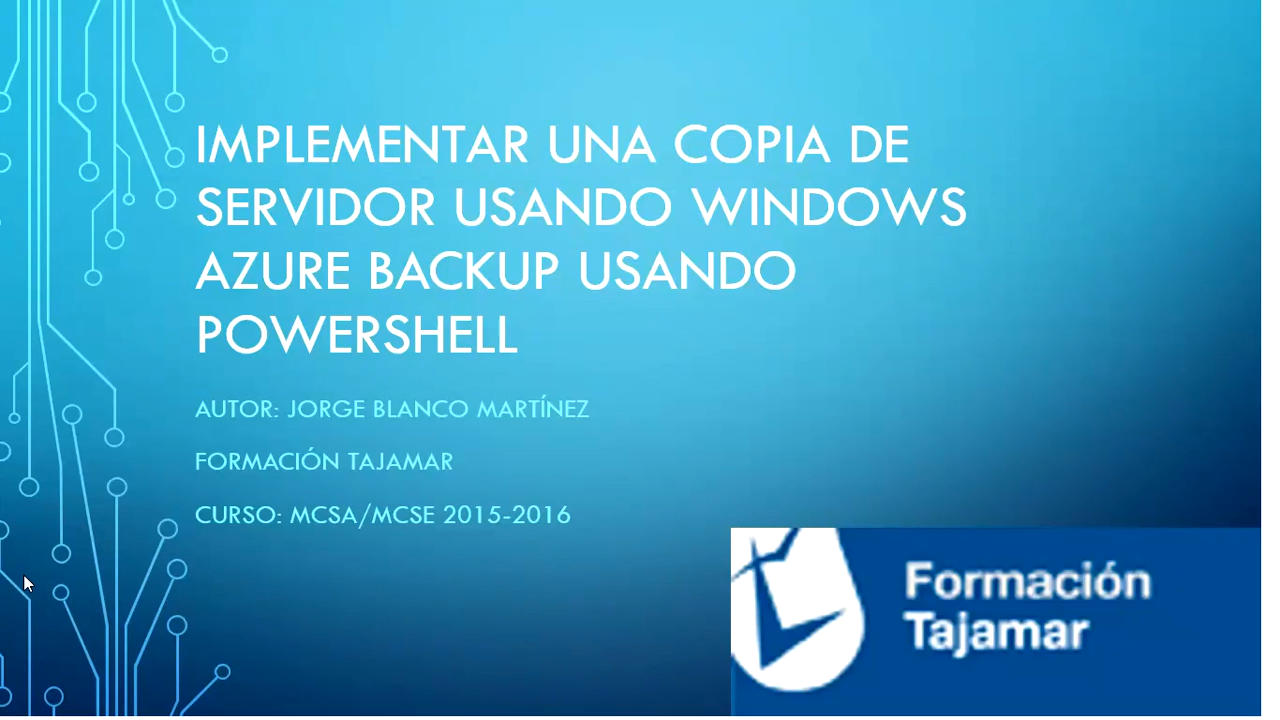 IMPLEMENTAR UNA COPIA DE
SERVIDOR USANDO WINDOWS
AZURE BACKUP USANDO
POWERSHELL
AUTOR: JORGE BLANCO MARTÍNEZ
FORMACIÓN TAJAMAR
CURSO: MCSA/MCSE 2015-2016
Formación
Tajamar